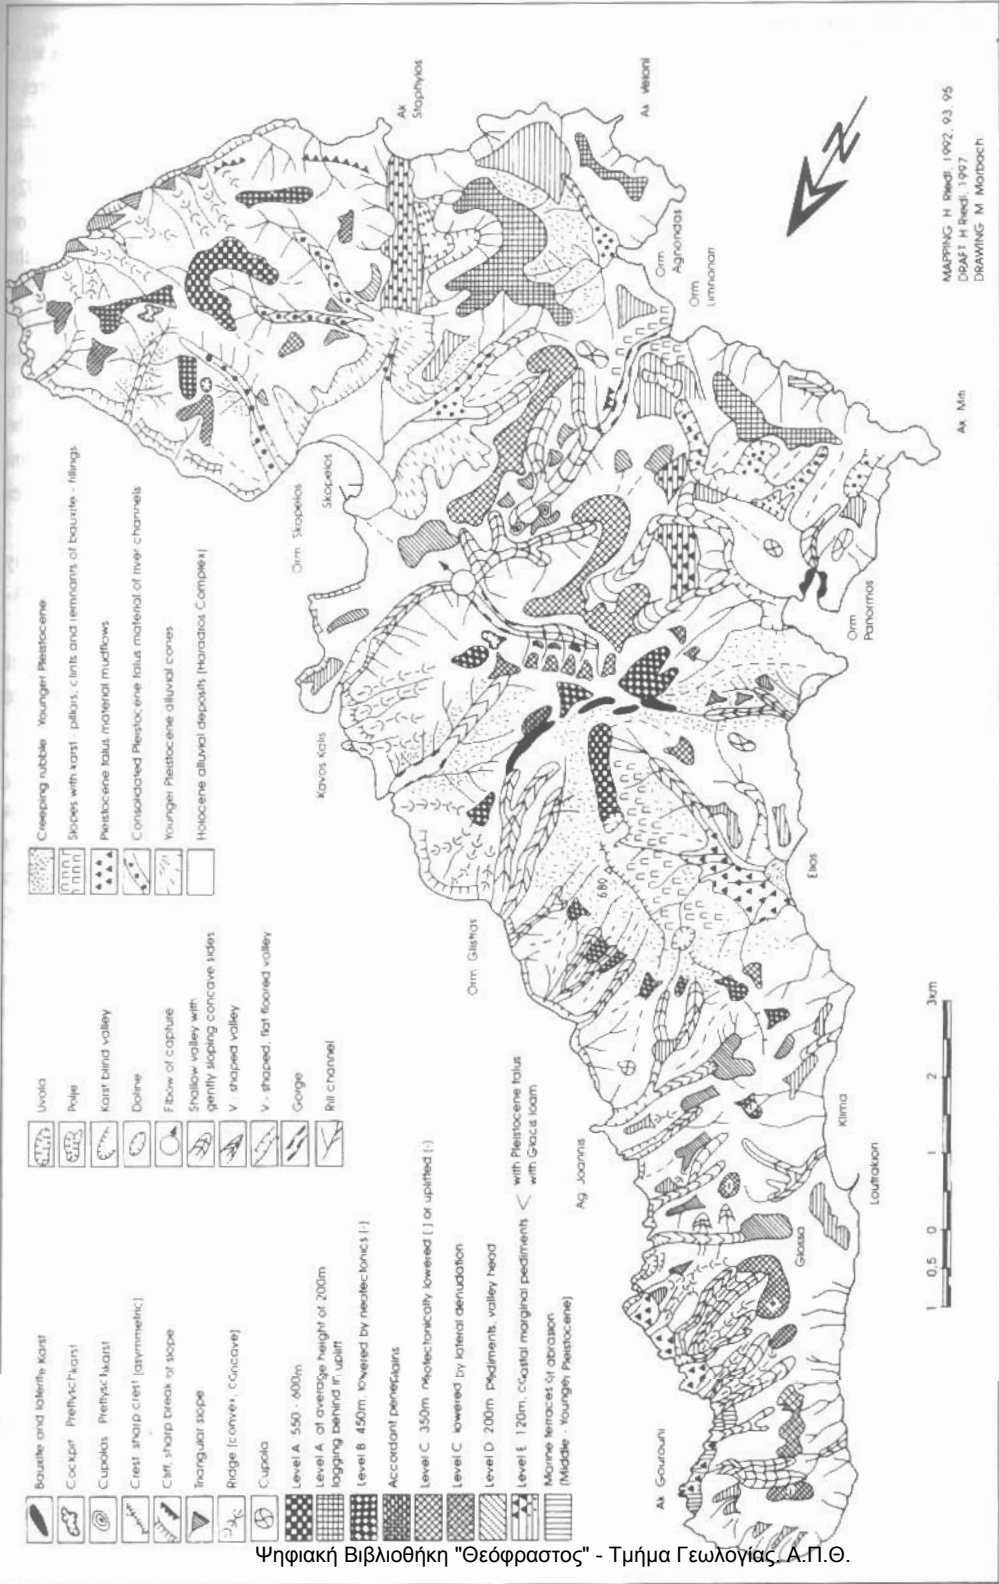 Bauxite and laterite Karst
Cockpit Preflyschkarst
Cupolas Preflyschkarst
Crest sharp crest (asymmetric)
Cliff, sharp break of slope
Triangular slope
Ridge (convex, concave)
Cupola
Level A 550 - 600m
Level A at average height of 200m
lagging behind in uplift
Level B 450m, lowered by neotectonics (-)
Accordant peneplains
Level C 350m neotectonically lowered (-) or uplifted (·)
Level C lowered by lateral denudation
Level D 200m pediments, valley head
Level E 120m, coastal marginal pediments < with Pleistocene talus
with Glacis loam
Marine terraces of abrasion
(Middle - Younger Pleistocene)
Uvala
Polje
Karst blind valley
Doline
Elbow of capture
Shallow valley with
gently sloping concave sides
V - shaped valley
V - shaped, flat floored valley
Gorge
Rill channel
Creeping rubble Younger Pleistocene
Slopes with karst pillars, clints and remnants of bauxite - fillings
Pleistocene talus material mudflows
Consolidated Pleistocene talus material of river channels
Younger Pleistocene alluvial cones
Holocene alluvial deposits (Haradros Complex)
Ak Staphylos
Ak Veloni
Orm Agnondas
Orm Limnonari
Ak Miti
Skopelos
Orm Skopelos
Orm Panormos
Kavos Kalis
Elios
680
Orm Glistras
Klima
Ag Joannis
Loutrakion
Glossa
Ak Gourouni
N
1 0.5 0 1 2 3km
MAPPING H Riedl, 1992, 93, 95
DRAFT H Riedl, 1997
DRAWING M Morbach
Ψηφιακή Βιβλιοθήκη "Θεόφραστος" - Τμήμα Γεωλογίας. Α.Π.Θ.